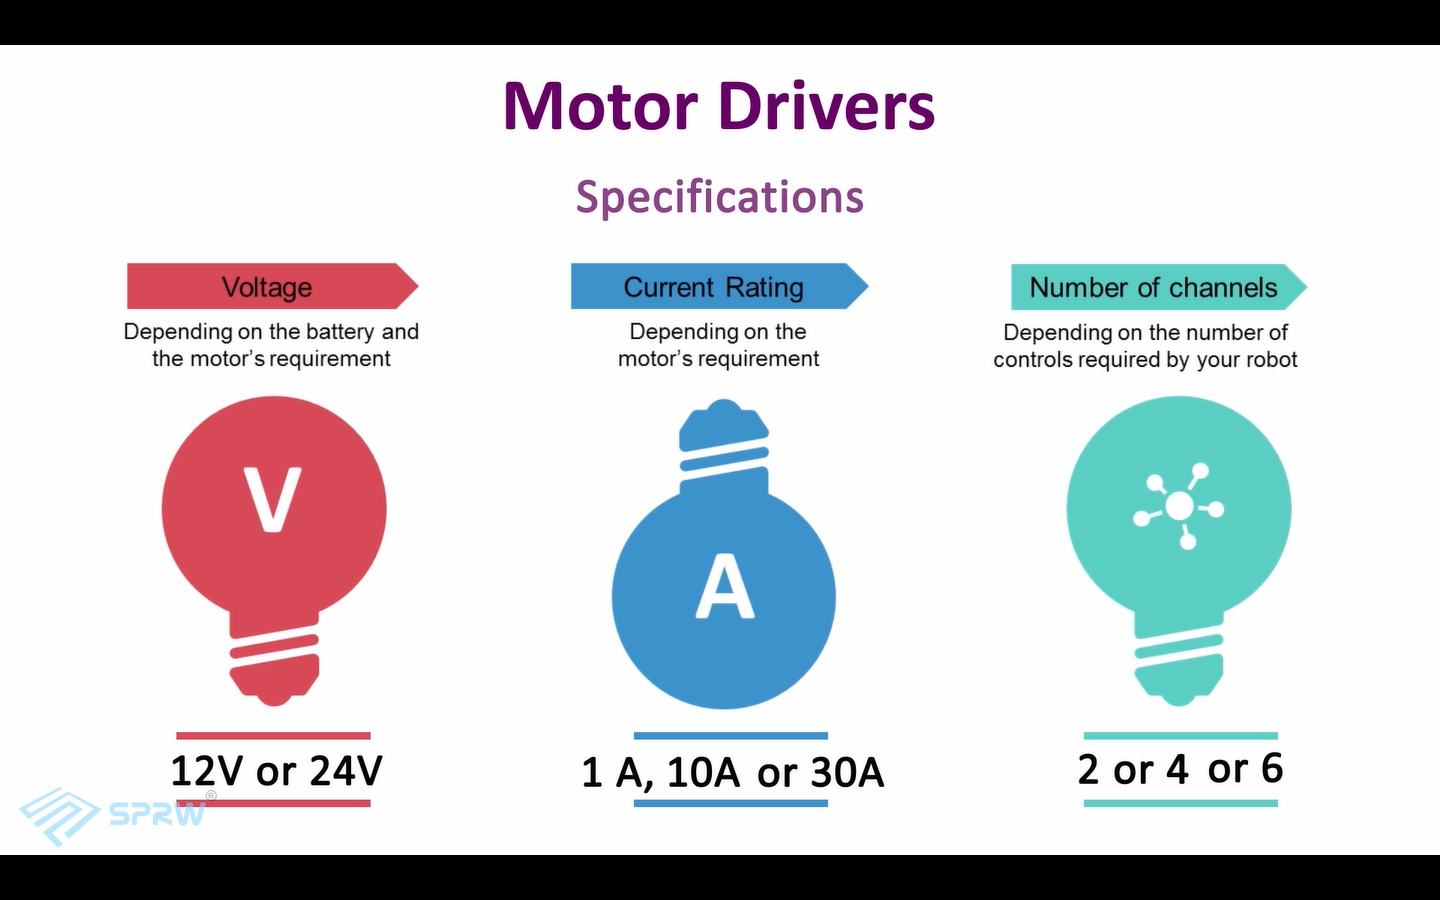 Motor Drivers
Specifications
Voltage
Depending on the battery and
the motor's requirement
V
12V or 24V
Current Rating
Depending on the
motor's requirement
A
1 A, 10A or 30A
Number of channels
Depending on the number of
controls required by your robot
2 or 4 or 6
SPRW®